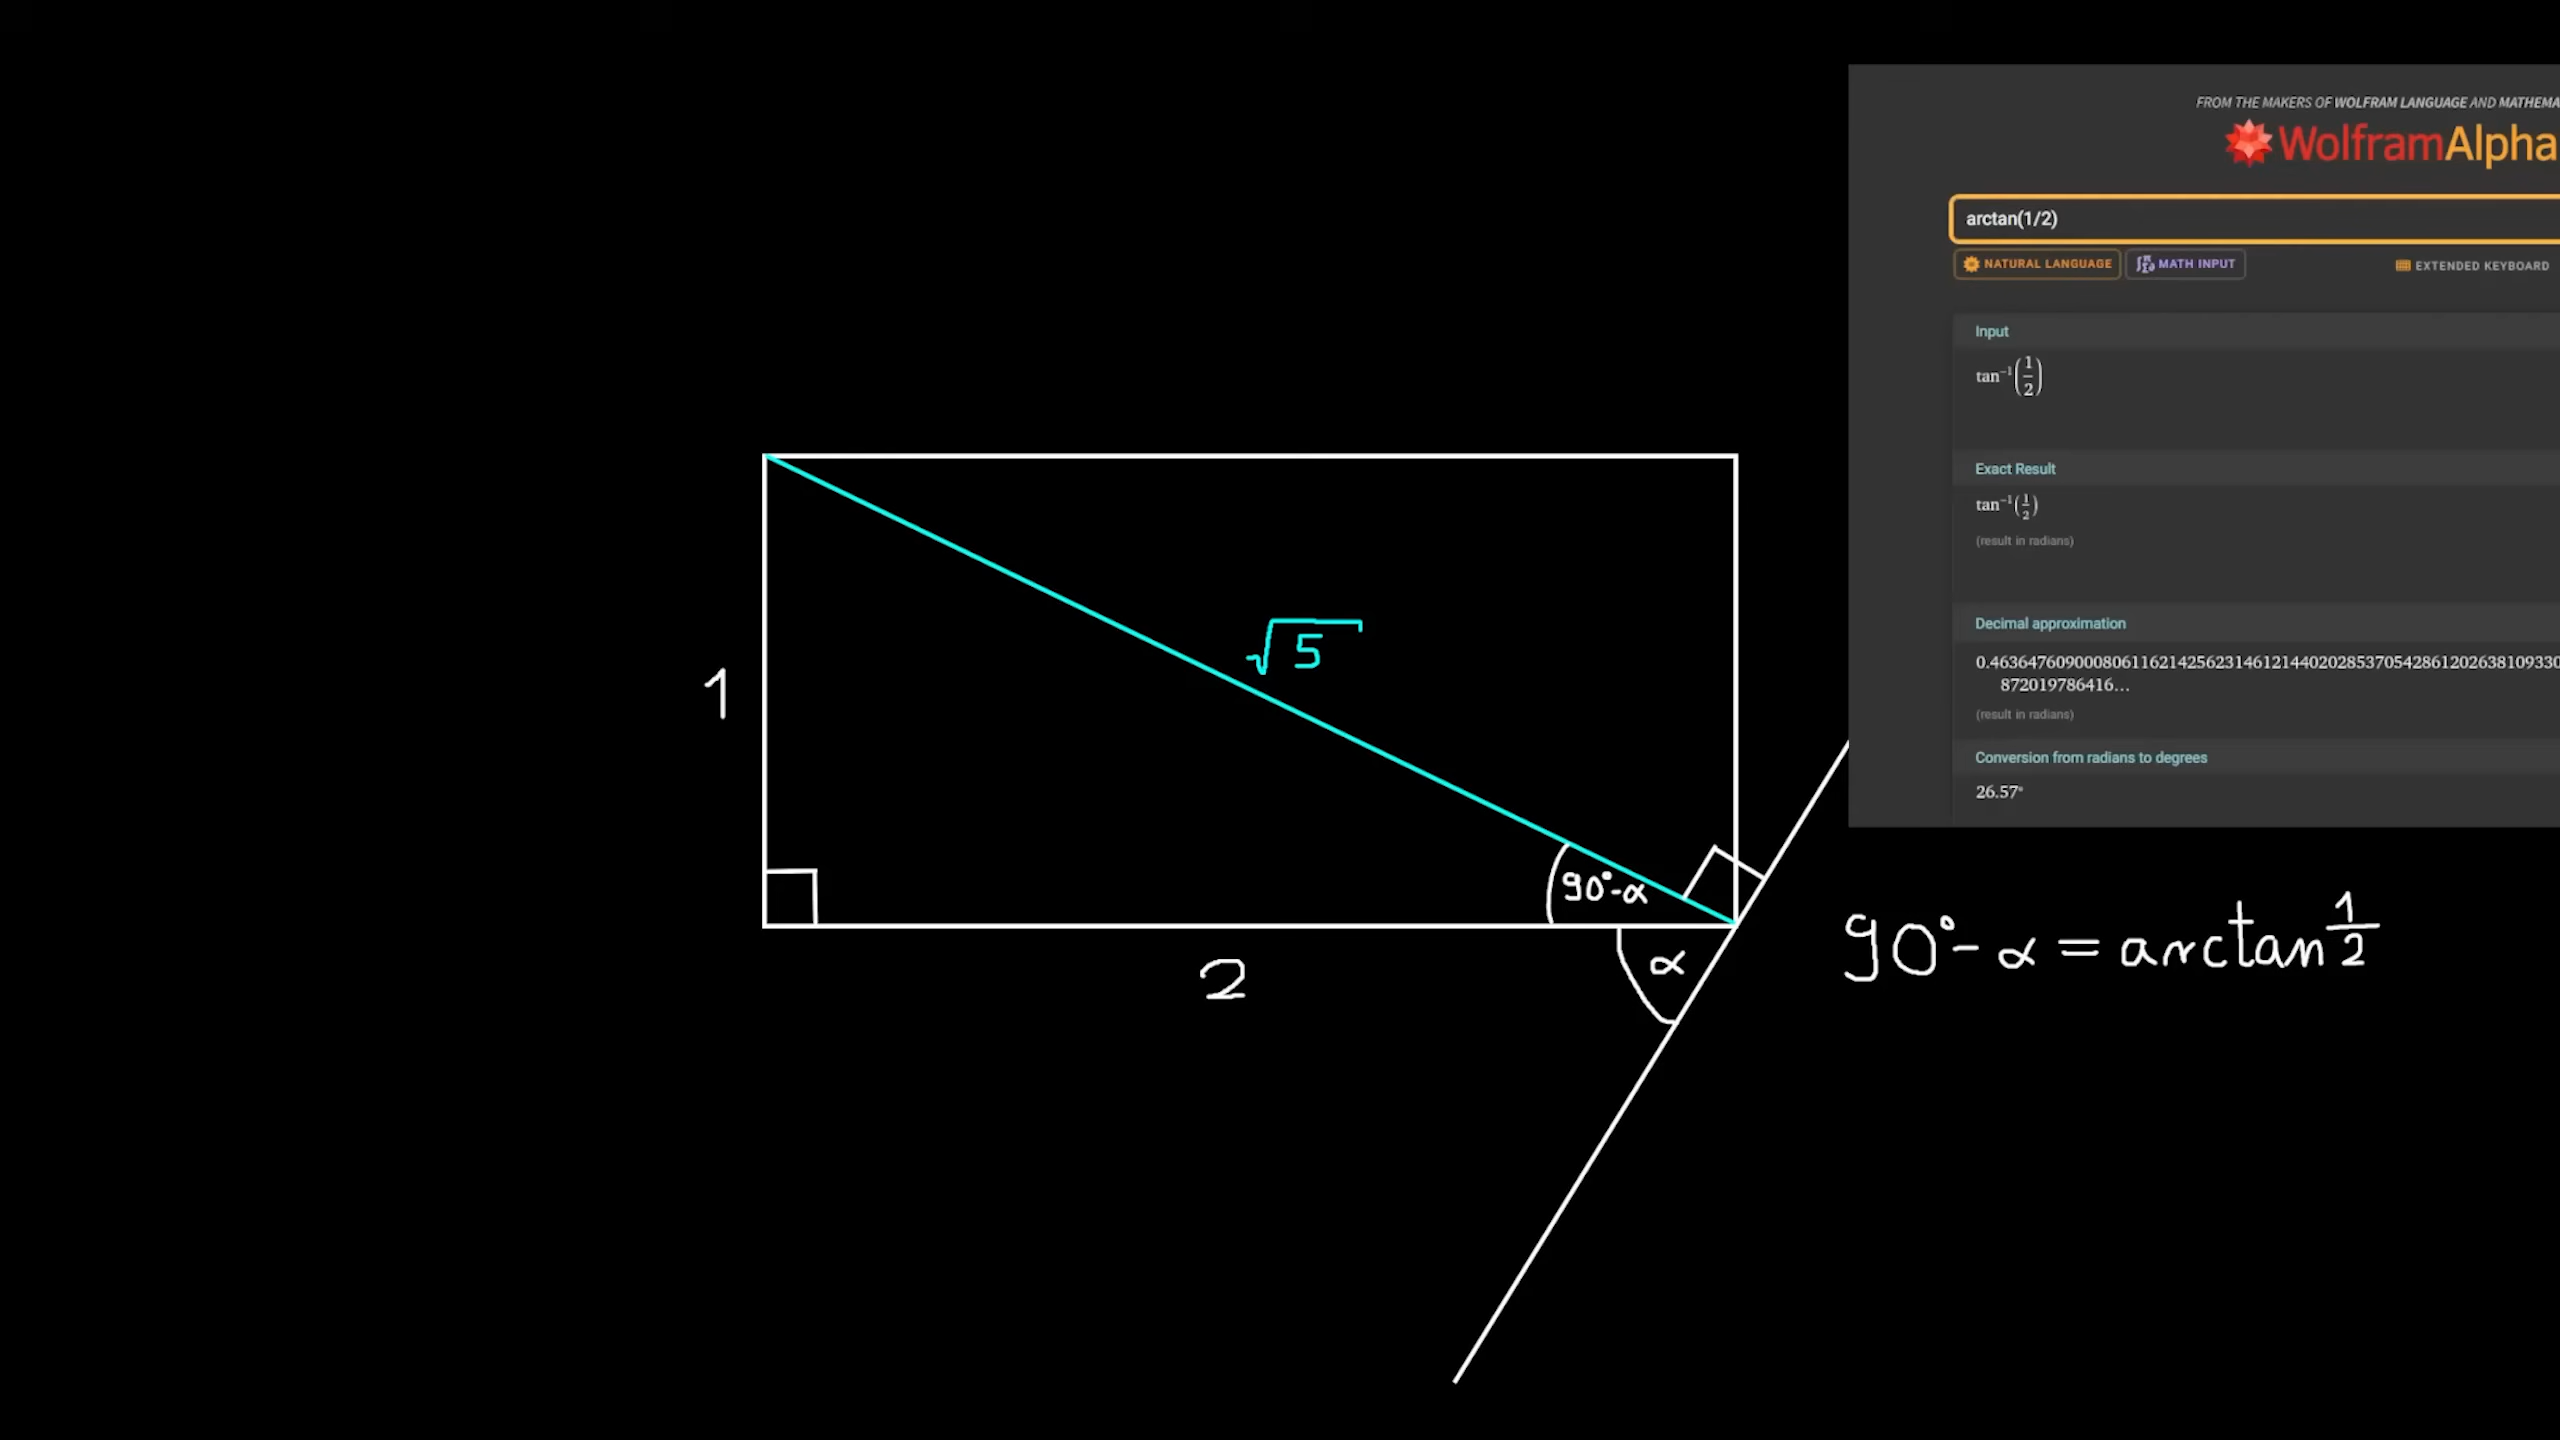 FROM THE MAKERS OF WOLFRAM LANGUAGE AND MATHEMA
WolframAlpha
arctan(1/2)
NATURAL LANGUAGE
MATH INPUT
EXTENDED KEYBOARD
Input
tan⁻¹(1/2)
Exact Result
tan⁻¹(1/2)
(result in radians)
Decimal approximation
0.4636476090008061162142562314612144020285370542861202638109330
872019786416...
(result in radians)
Conversion from radians to degrees
26.57°
√5
1
90°-α
α
2
90°- α = arctan 1/2